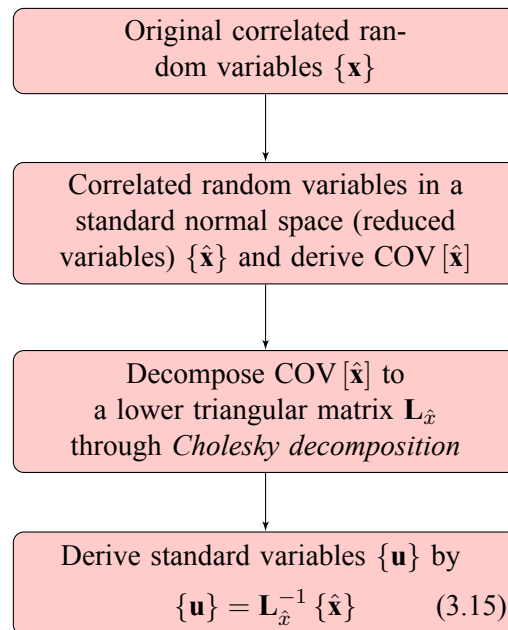 Original correlated ran-
dom variables {x}
Correlated random variables in a
standard normal space (reduced
variables) {x̂} and derive COV [x̂]
Decompose COV [x̂] to
a lower triangular matrix L_x̂
through Cholesky decomposition
Derive standard variables {u} by
{u} = L_x̂^{-1} {x̂} (3.15)